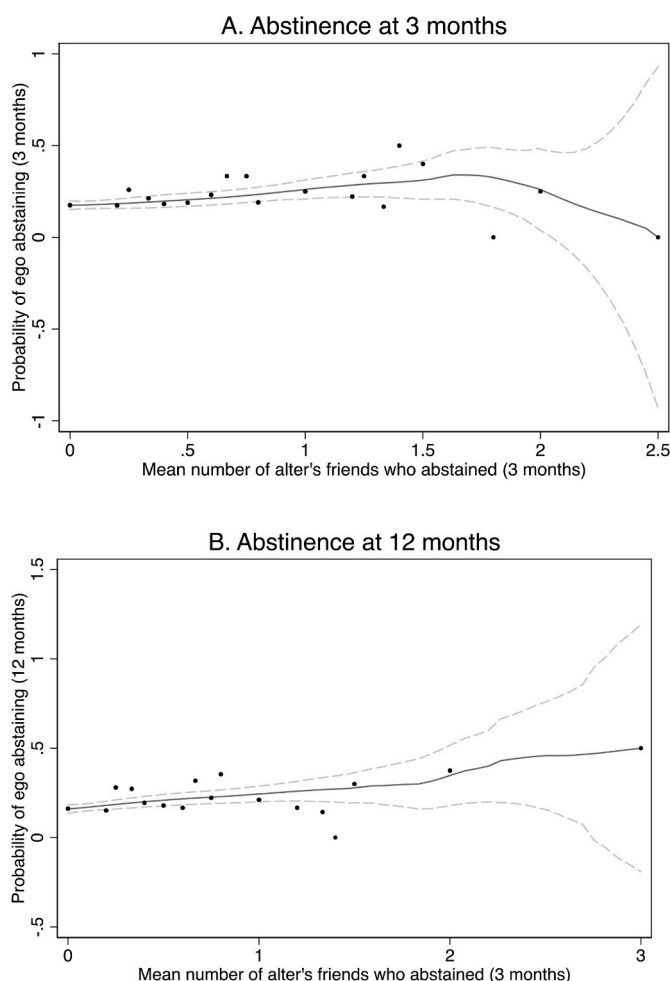 A. Abstinence at 3 months
Probability of ego abstaining (3 months)
1
.5
0
-.5
-1
0 .5 1 1.5 2 2.5
Mean number of alter's friends who abstained (3 months)
B. Abstinence at 12 months
Probability of ego abstaining (12 months)
1.5
1
.5
0
-.5
0 1 2 3
Mean number of alter's friends who abstained (3 months)